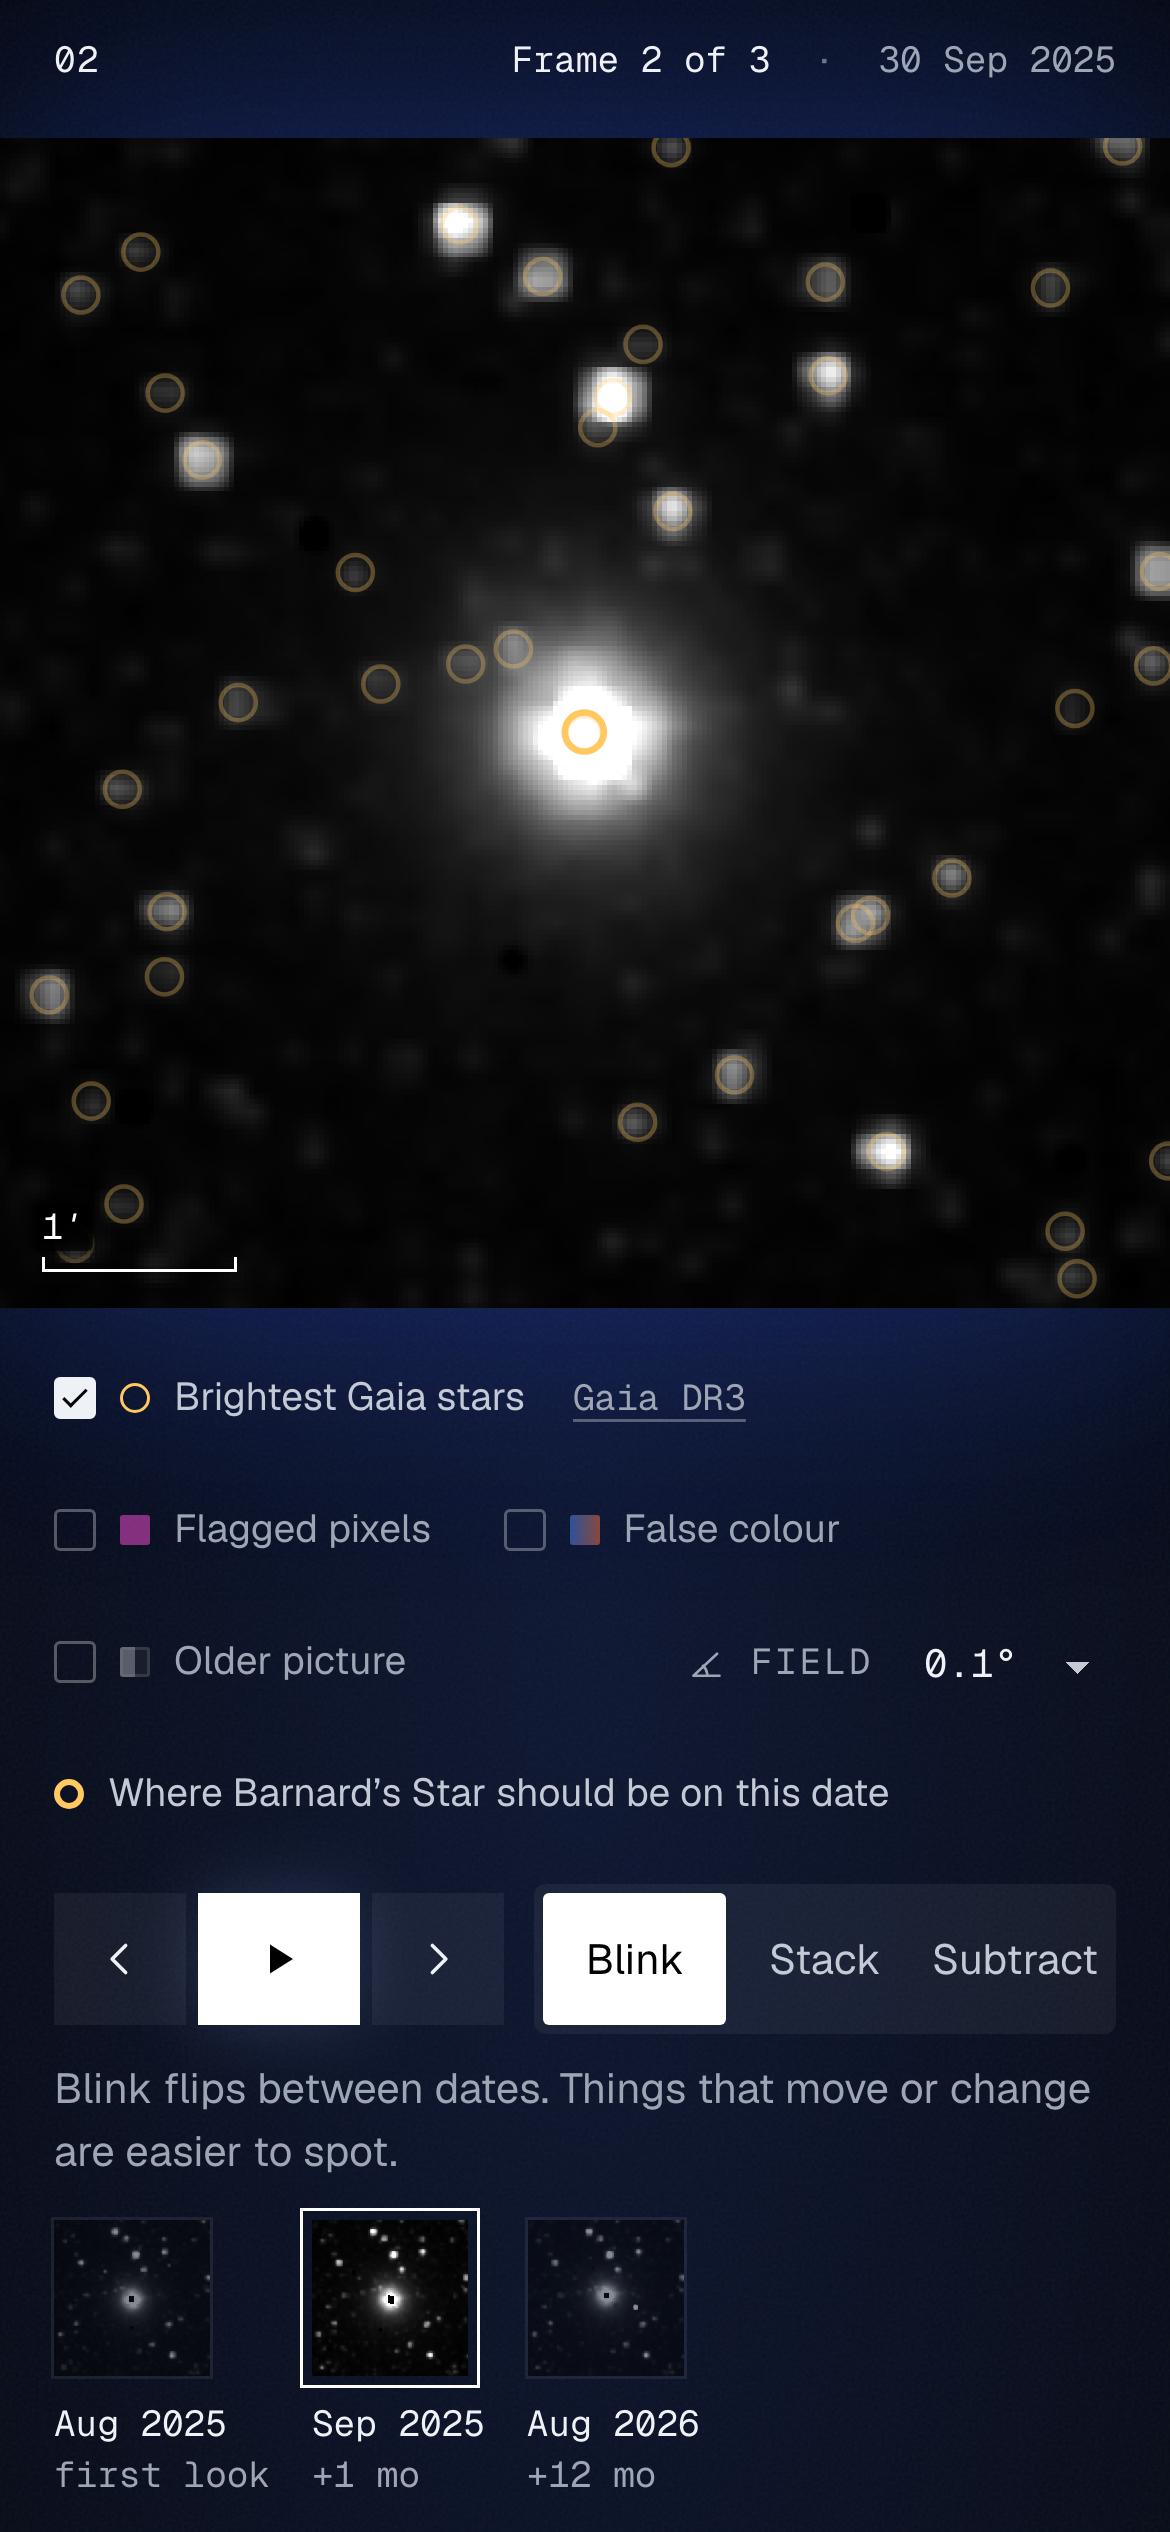 02
Frame 2 of 3 · 30 Sep 2025
1′
Brightest Gaia stars Gaia DR3
Flagged pixels False colour
Older picture FIELD 0.1°
Where Barnard’s Star should be on this date
Blink Stack Subtract
Blink flips between dates. Things that move or change
are easier to spot.
Aug 2025 Sep 2025 Aug 2026
first look +1 mo +12 mo